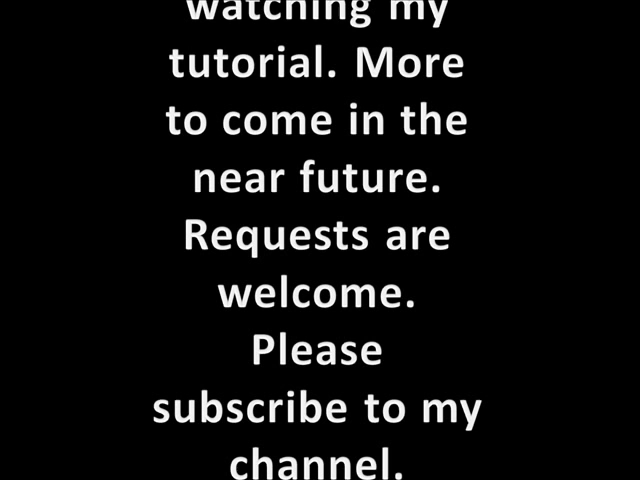 watching my
tutorial. More
to come in the
near future.
Requests are
welcome.
Please
subscribe to my
channel.